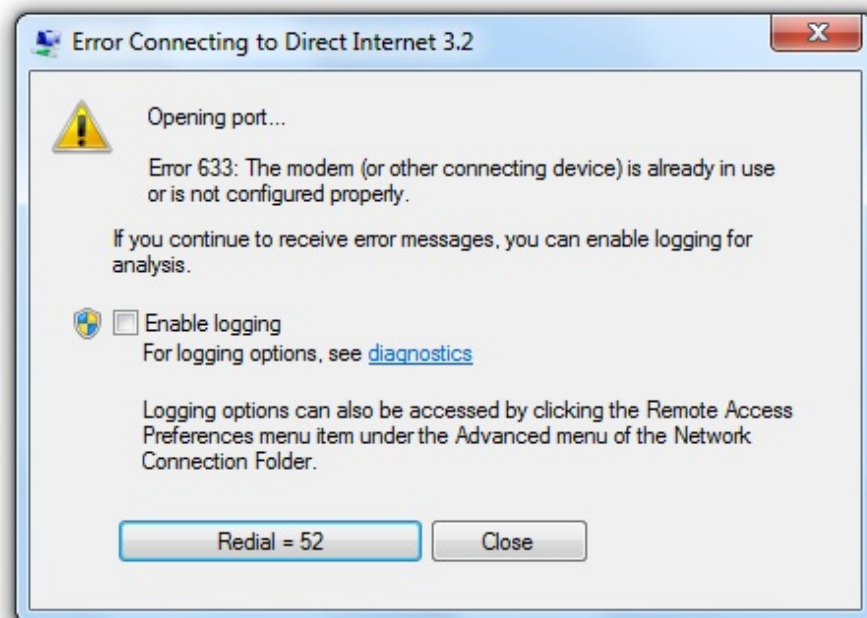 Error Connecting to Direct Internet 3.2
Opening port...
Error 633: The modem (or other connecting device) is already in use
or is not configured properly.
If you continue to receive error messages, you can enable logging for
analysis.
Enable logging
For logging options, see diagnostics
Logging options can also be accessed by clicking the Remote Access
Preferences menu item under the Advanced menu of the Network
Connection Folder.
Redial = 52
Close